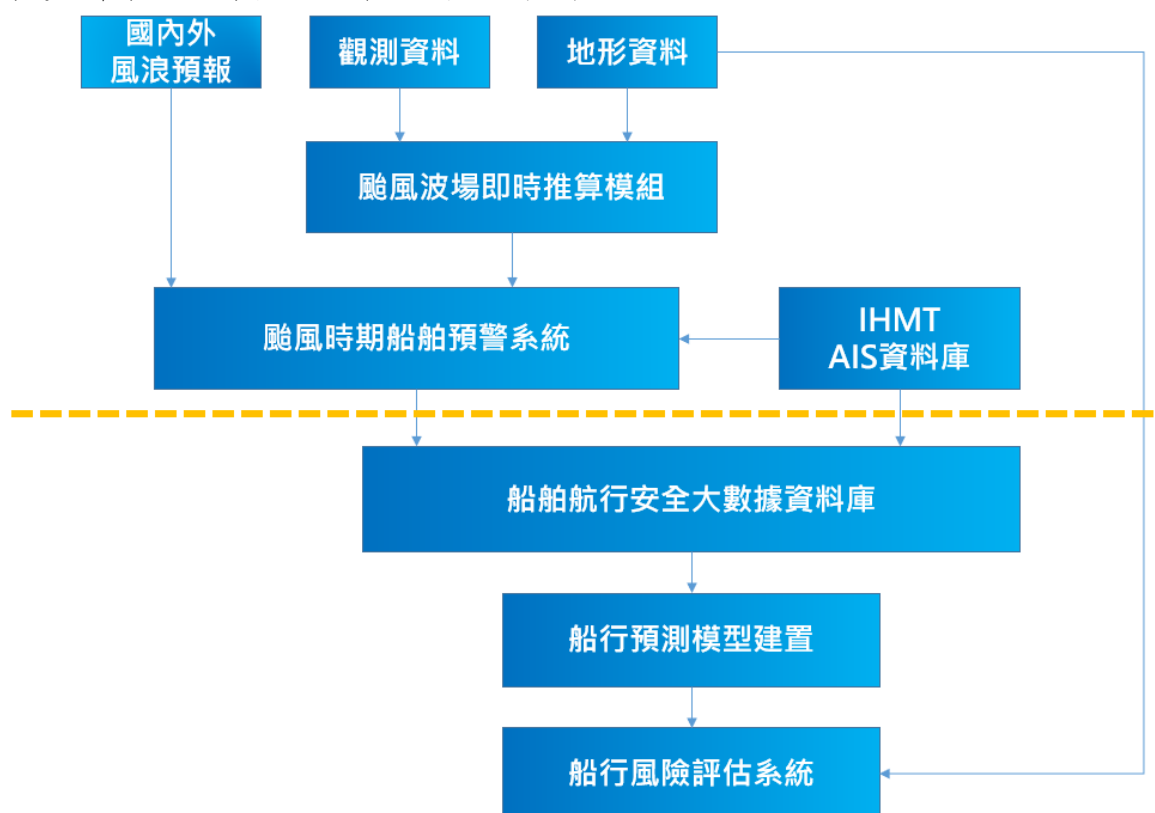 國內外
風浪預報
觀測資料
地形資料
颱風波場即時推算模組
颱風時期船舶預警系統
IHMT
AIS資料庫
船舶航行安全大數據資料庫
船行預測模型建置
船行風險評估系統